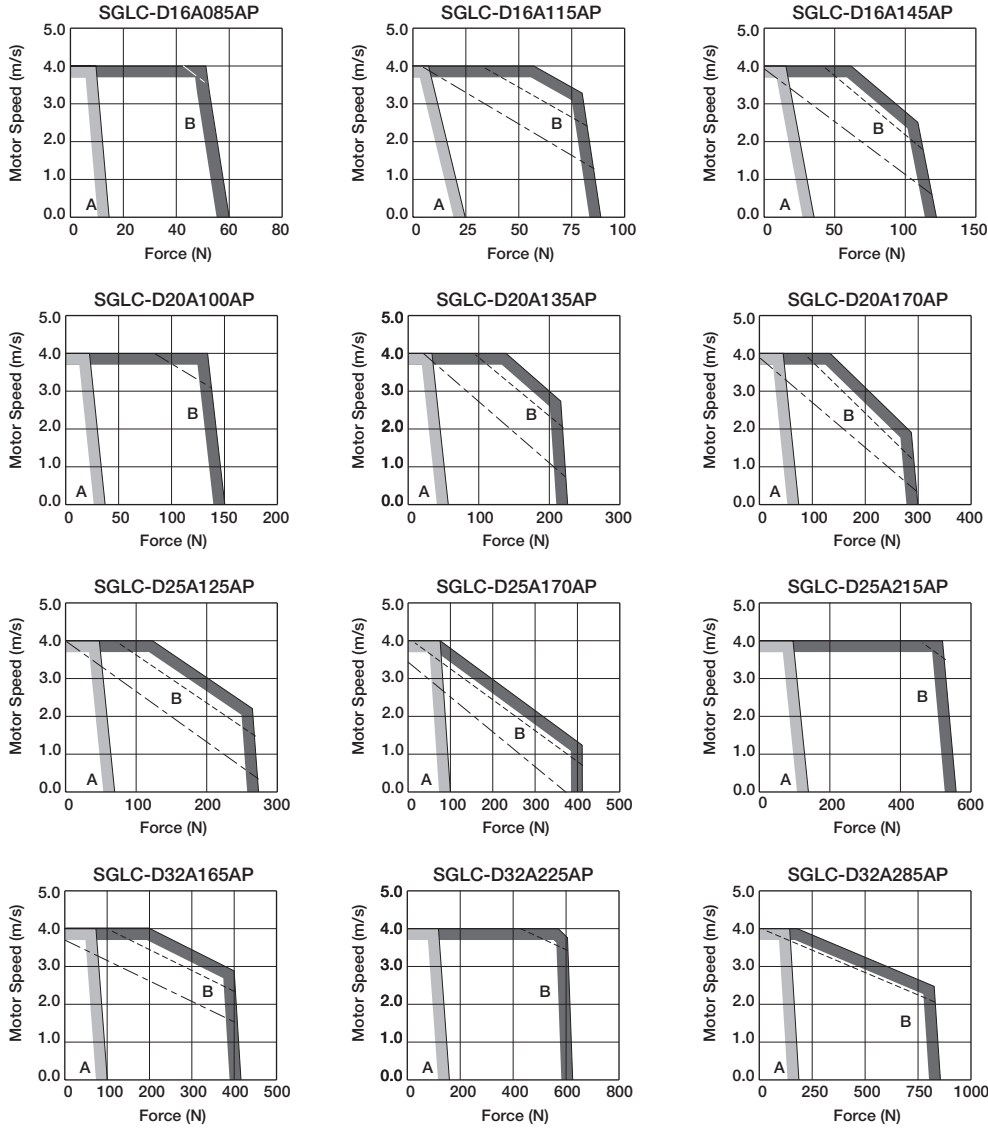 SGLC-D16A085AP
Motor Speed (m/s)
5.0
4.0
3.0
2.0
1.0
0.0
A
B
0 20 40 60 80
Force (N)
SGLC-D16A115AP
Motor Speed (m/s)
5.0
4.0
3.0
2.0
1.0
0.0
A
B
0 25 50 75 100
Force (N)
SGLC-D16A145AP
Motor Speed (m/s)
5.0
4.0
3.0
2.0
1.0
0.0
A
B
0 50 100 150
Force (N)
SGLC-D20A100AP
Motor Speed (m/s)
5.0
4.0
3.0
2.0
1.0
0.0
A
B
0 50 100 150 200
Force (N)
SGLC-D20A135AP
Motor Speed (m/s)
5.0
4.0
3.0
2.0
1.0
0.0
A
B
0 100 200 300
Force (N)
SGLC-D20A170AP
Motor Speed (m/s)
5.0
4.0
3.0
2.0
1.0
0.0
A
B
0 100 200 300 400
Force (N)
SGLC-D25A125AP
Motor Speed (m/s)
5.0
4.0
3.0
2.0
1.0
0.0
A
B
0 100 200 300
Force (N)
SGLC-D25A170AP
Motor Speed (m/s)
5.0
4.0
3.0
2.0
1.0
0.0
A
B
0 100 200 300 400 500
Force (N)
SGLC-D25A215AP
Motor Speed (m/s)
5.0
4.0
3.0
2.0
1.0
0.0
A
B
0 200 400 600
Force (N)
SGLC-D32A165AP
Motor Speed (m/s)
5.0
4.0
3.0
2.0
1.0
0.0
A
B
0 100 200 300 400 500
Force (N)
SGLC-D32A225AP
Motor Speed (m/s)
5.0
4.0
3.0
2.0
1.0
0.0
A
B
0 200 400 600 800
Force (N)
SGLC-D32A285AP
Motor Speed (m/s)
5.0
4.0
3.0
2.0
1.0
0.0
A
B
0 250 500 750 1000
Force (N)